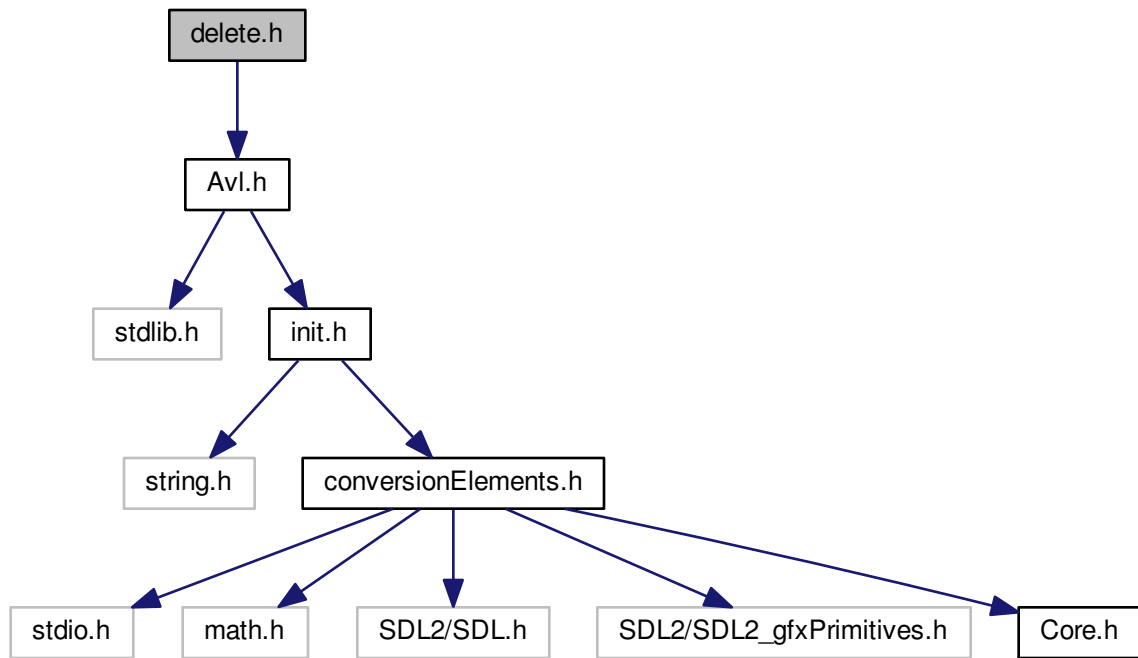 delete.h
Avl.h
stdlib.h
init.h
string.h
conversionElements.h
stdio.h
math.h
SDL2/SDL.h
SDL2/SDL2_gfxPrimitives.h
Core.h